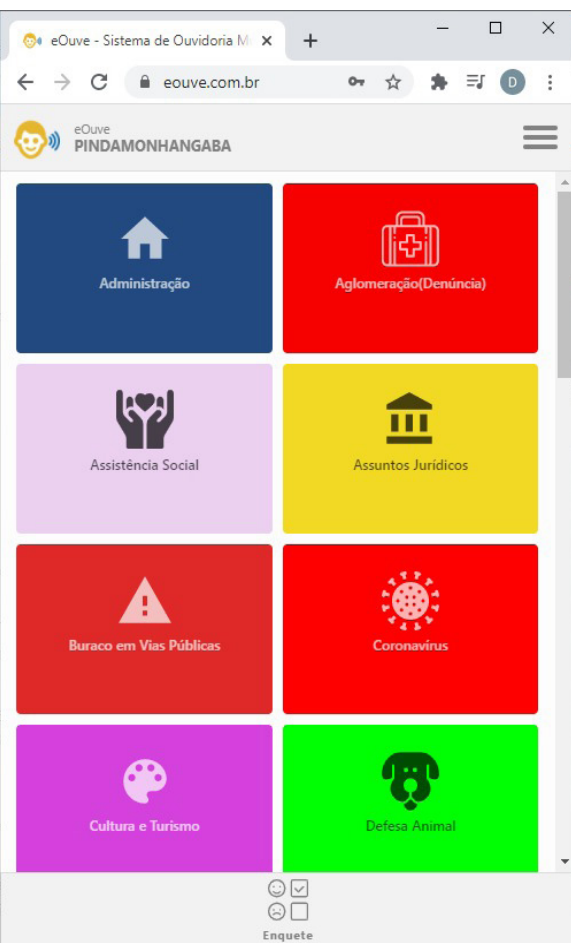 eOuve - Sistema de Ouvidoria M
eouve.com.br
D
eOuve
PINDAMONHANGABA
Administração
Aglomeração(Denúncia)
Assistência Social
Assuntos Jurídicos
Buraco em Vias Públicas
Coronavírus
Cultura e Turismo
Defesa Animal
Enquete